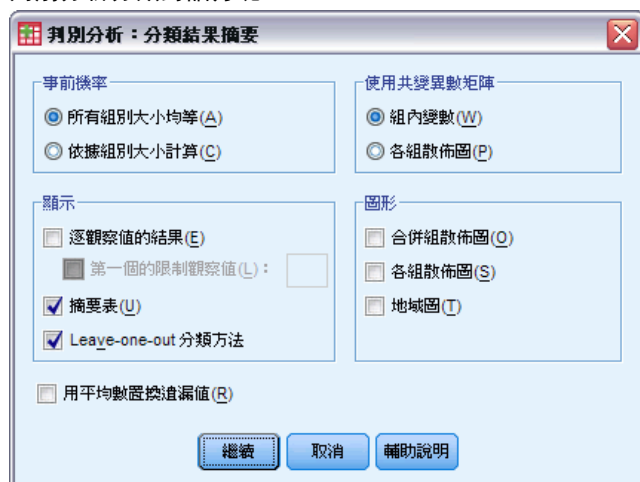 判別分析：分類結果摘要
事前機率
所有組別大小均等(A)
依據組別大小計算(C)
使用共變異數矩陣
組內變數(W)
各組散佈圖(P)
顯示
逐觀察值的結果(E)
第一個的限制觀察值(L)：
摘要表(U)
Leave-one-out 分類方法
圖形
合併組散佈圖(O)
各組散佈圖(S)
地域圖(T)
用平均數置換遺漏值(R)
繼續
取消
輔助說明